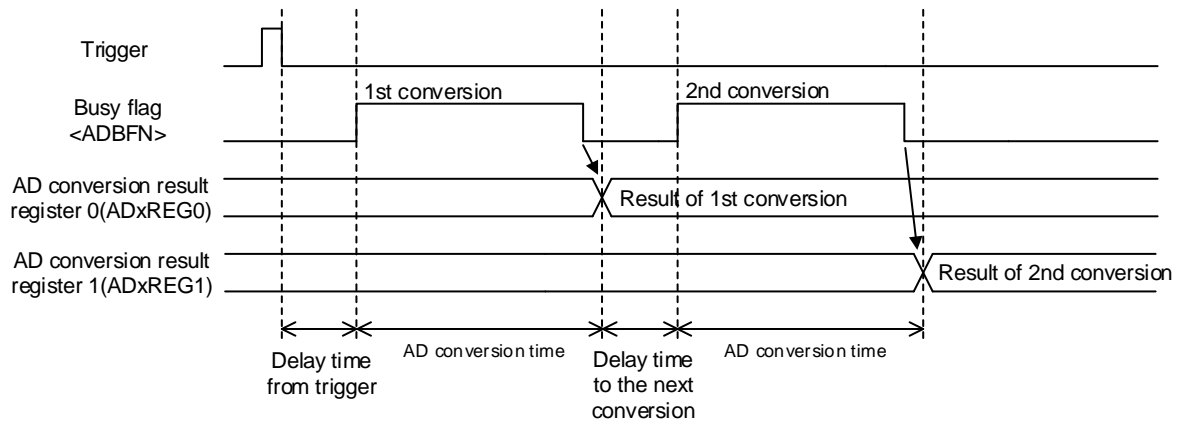 Trigger
Busy flag
<ADBFN>
1st conversion
2nd conversion
AD conversion result
register 0(ADxREG0)
Result of 1st conversion
AD conversion result
register 1(ADxREG1)
Result of 2nd conversion
Delay time
from trigger
AD conversion time
Delay time
to the next
conversion
AD conversion time